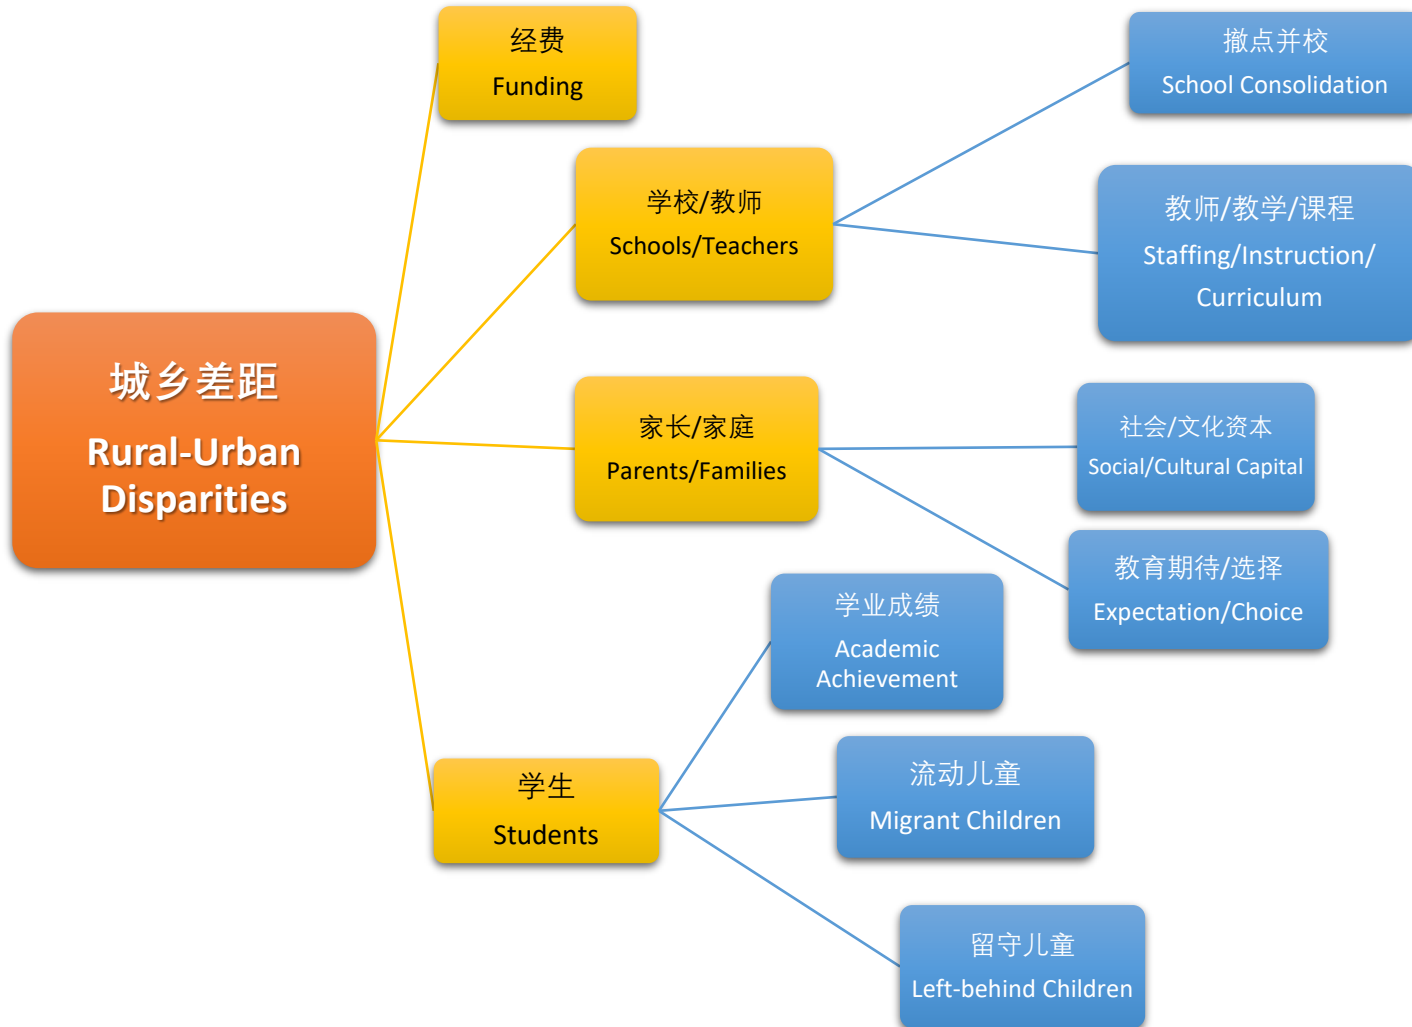 城乡差距
Rural-Urban
Disparities
经费
Funding
学校/教师
Schools/Teachers
撤点并校
School Consolidation
教师/教学/课程
Staffing/Instruction/
Curriculum
家长/家庭
Parents/Families
社会/文化资本
Social/Cultural Capital
教育期待/选择
Expectation/Choice
学生
Students
学业成绩
Academic
Achievement
流动儿童
Migrant Children
留守儿童
Left-behind Children